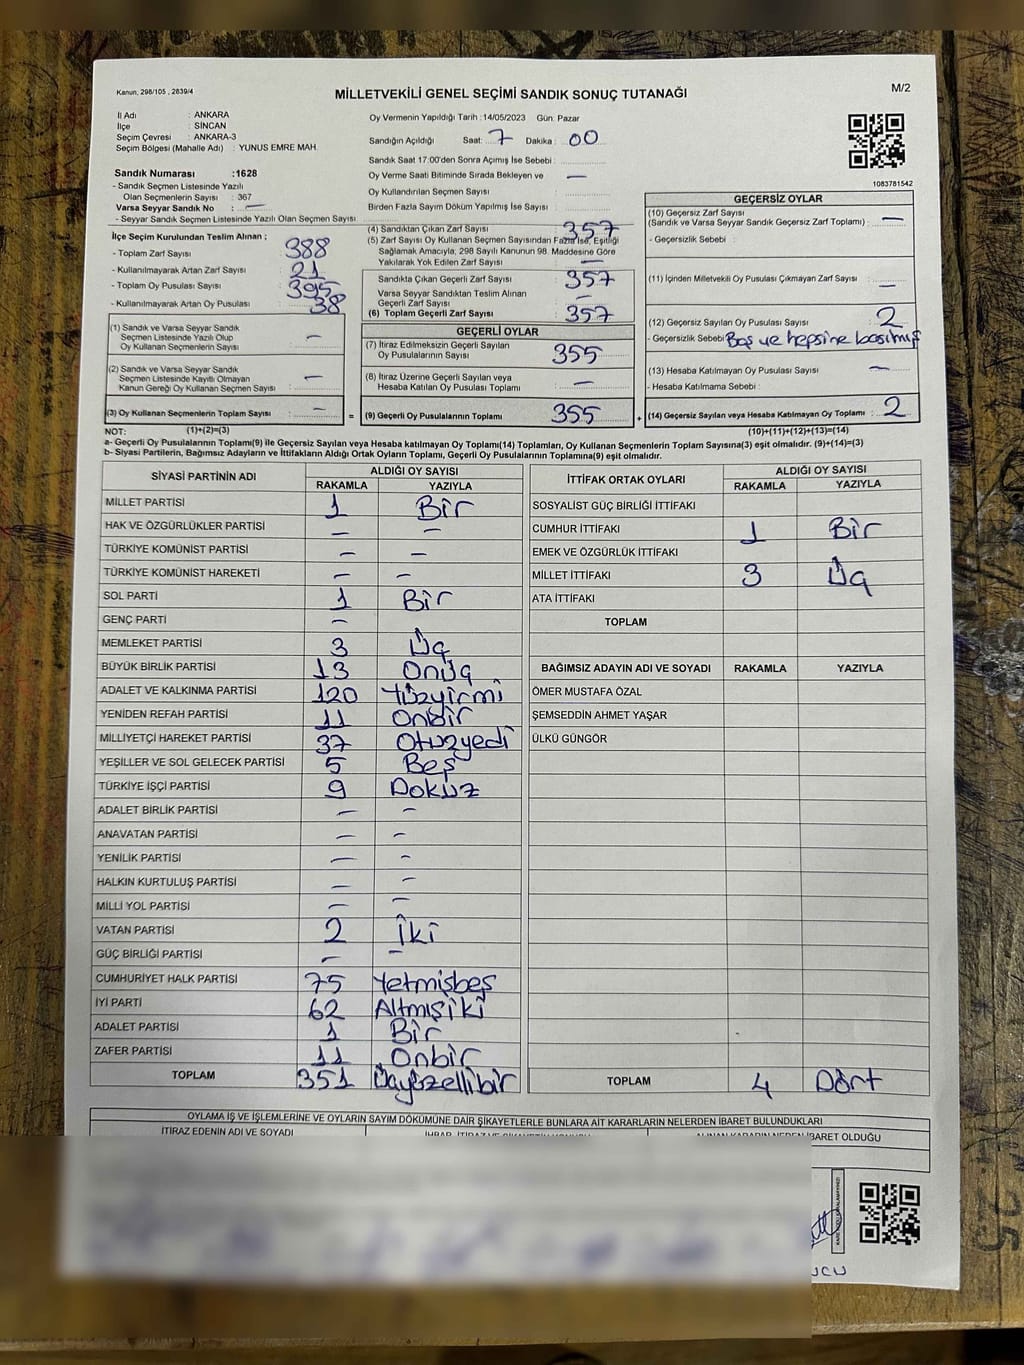 Kanun, 298/105 , 2839/4
MİLLETVEKİLİ GENEL SEÇİMİ SANDIK SONUÇ TUTANAĞI
M/2
İl Adı : ANKARA
İlçe : SİNCAN
Seçim Çevresi : ANKARA-3
Seçim Bölgesi (Mahalle Adı) : YUNUS EMRE MAH.
Oy Vermenin Yapıldığı Tarih : 14/05/2023 Gün: Pazar
Sandığın Açıldığı Saat: 7 Dakika : 00
Sandık Saat 17:00'den Sonra Açımış İse Sebebi :
Oy Verme Saati Bitiminde Sırada Bekleyen ve —
Oy Kullandırılan Seçmen Sayısı
Birden Fazla Sayım Döküm Yapılmış İse Sayısı :
1083781542
Sandık Numarası :1628
- Sandık Seçmen Listesinde Yazılı
Olan Seçmenlerin Sayısı : 367
Varsa Seyyar Sandık No : —
- Seyyar Sandık Seçmen Listesinde Yazılı Olan Seçmen Sayısı
İlçe Seçim Kurulundan Teslim Alınan ;
- Toplam Zarf Sayısı : 388
- Kullanılmayarak Artan Zarf Sayısı : 21
- Toplam Oy Pusulası Sayısı : 395
- Kullanılmayarak Artan Oy Pusulası : 38
(4) Sandıktan Çıkan Zarf Sayısı 357
(5) Zarf Sayısı Oy Kullanan Seçmen Sayısından Fazla İse, Eşitliği
Sağlamak Amacıyla, 298 Sayılı Kanunun 98. Maddesine Göre
Yakılarak Yok Edilen Zarf Sayısı : —
Sandıkta Çıkan Geçerli Zarf Sayısı : 357
Varsa Seyyar Sandıktan Teslim Alınan
Geçerli Zarf Sayısı : —
(6) Toplam Geçerli Zarf Sayısı : 357
GEÇERSİZ OYLAR
(10) Geçersiz Zarf Sayısı
(Sandık ve Varsa Seyyar Sandık Geçersiz Zarf Toplamı) : —
- Geçersizlik Sebebi :
(11) İçinden Milletvekili Oy Pusulası Çıkmayan Zarf Sayısı —
(12) Geçersiz Sayılan Oy Pusulası Sayısı : 2
- Geçersizlik Sebebi : Boş ve hepsine basılmış
(13) Hesaba Katılmayan Oy Pusulası Sayısı : —
- Hesaba Katılmama Sebebi :
(14) Geçersiz Sayılan veya Hesaba Katılmayan Oy Toplamı : 2
(10)+(11)+(12)+(13)=(14)
(1) Sandık ve Varsa Seyyar Sandık
Seçmen Listesinde Yazılı Olup : —
Oy Kullanan Seçmenlerin Sayısı
(2) Sandık ve Varsa Seyyar Sandık
Seçmen Listesinde Kayıtlı Olmayan : —
Kanun Gereği Oy Kullanan Seçmen Sayısı
(3) Oy Kullanan Seçmenlerin Toplam Sayısı : —
GEÇERLİ OYLAR
(7) İtiraz Edilmeksizin Geçerli Sayılan
Oy Pusulalarının Sayısı 355
(8) İtiraz Üzerine Geçerli Sayılan veya
Hesaba Katılan Oy Pusulası Toplamı : —
= (9) Geçerli Oy Pusulalarının Toplamı 355 +
NOT: (1)+(2)=(3)
a- Geçerli Oy Pusulalarının Toplamı(9) ile Geçersiz Sayılan veya Hesaba katılmayan Oy Toplamı(14) Toplamları, Oy Kullanan Seçmenlerin Toplam Sayısına(3) eşit olmalıdır. (9)+(14)=(3)
b- Siyasi Partilerin, Bağımsız Adayların ve İttifakların Aldığı Ortak Oyların Toplamı, Geçerli Oy Pusulalarının Toplamına(9) eşit olmalıdır.
SİYASİ PARTİNİN ADI ALDIĞI OY SAYISI
RAKAMLA YAZIYLA
MİLLET PARTİSİ 1 Bir
HAK VE ÖZGÜRLÜKLER PARTİSİ — —
TÜRKİYE KOMÜNİST PARTİSİ — —
TÜRKİYE KOMÜNİST HAREKETİ — —
SOL PARTİ 1 Bir
GENÇ PARTİ —
MEMLEKET PARTİSİ 3 Üç
BÜYÜK BİRLİK PARTİSİ 13 Onüç
ADALET VE KALKINMA PARTİSİ 120 Yüzyirmi
YENİDEN REFAH PARTİSİ 11 Onbir
MİLLİYETÇİ HAREKET PARTİSİ 37 Otuzyedi
YEŞİLLER VE SOL GELECEK PARTİSİ 5 Beş
TÜRKİYE İŞÇİ PARTİSİ 9 Dokuz
ADALET BİRLİK PARTİSİ — —
ANAVATAN PARTİSİ — —
YENİLİK PARTİSİ — —
HALKIN KURTULUŞ PARTİSİ — —
MİLLİ YOL PARTİSİ — —
VATAN PARTİSİ 2 İki
GÜÇ BİRLİĞİ PARTİSİ — —
CUMHURİYET HALK PARTİSİ 75 Yetmişbeş
İYİ PARTİ 62 Altmışiki
ADALET PARTİSİ 1 Bir
ZAFER PARTİSİ 11 Onbir
TOPLAM 351 Üçyüzellibir
İTTİFAK ORTAK OYLARI ALDIĞI OY SAYISI
RAKAMLA YAZIYLA
SOSYALİST GÜÇ BİRLİĞİ İTTİFAKI
CUMHUR İTTİFAKI 1 Bir
EMEK VE ÖZGÜRLÜK İTTİFAKI
MİLLET İTTİFAKI 3 Üç
ATA İTTİFAKI
TOPLAM
BAĞIMSIZ ADAYIN ADI VE SOYADI RAKAMLA YAZIYLA
ÖMER MUSTAFA ÖZAL
ŞEMSEDDİN AHMET YAŞAR
ÜLKÜ GÜNGÖR
TOPLAM 4 Dört
OYLAMA İŞ VE İŞLEMLERİNE VE OYLARIN SAYIM DÖKÜMÜNE DAİR ŞİKAYETLERLE BUNLARA AİT KARARLARIN NELERDEN İBARET BULUNDUKLARI
İTİRAZ EDENİN ADI VE SOYADI
İBARET OLDUĞU
UCU